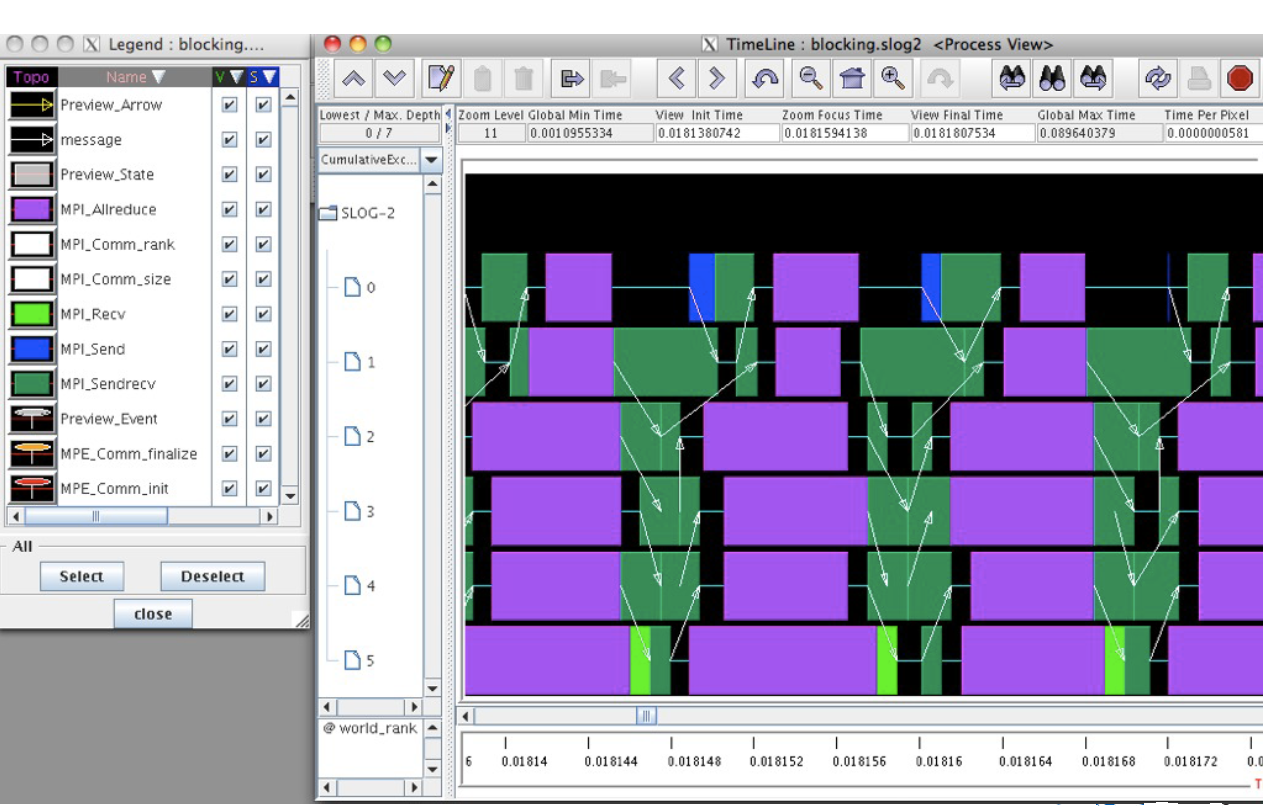 Legend : blocking....
TimeLine : blocking.slog2 <Process View>
Topo Name V S
Preview_Arrow
message
Preview_State
MPI_Allreduce
MPI_Comm_rank
MPI_Comm_size
MPI_Recv
MPI_Send
MPI_Sendrecv
Preview_Event
MPE_Comm_finalize
MPE_Comm_init
All
Select Deselect
close
Lowest / Max. Depth Zoom Level Global Min Time View Init Time Zoom Focus Time View Final Time Global Max Time Time Per Pixel
0 / 7 11 0.0010955334 0.0181380742 0.0181594138 0.0181807534 0.089640379 0.0000000581
CumulativeExc...
SLOG-2
0
1
2
3
4
5
@ world_rank
6 0.01814 0.018144 0.018148 0.018152 0.018156 0.01816 0.018164 0.018168 0.018172 0.0
T